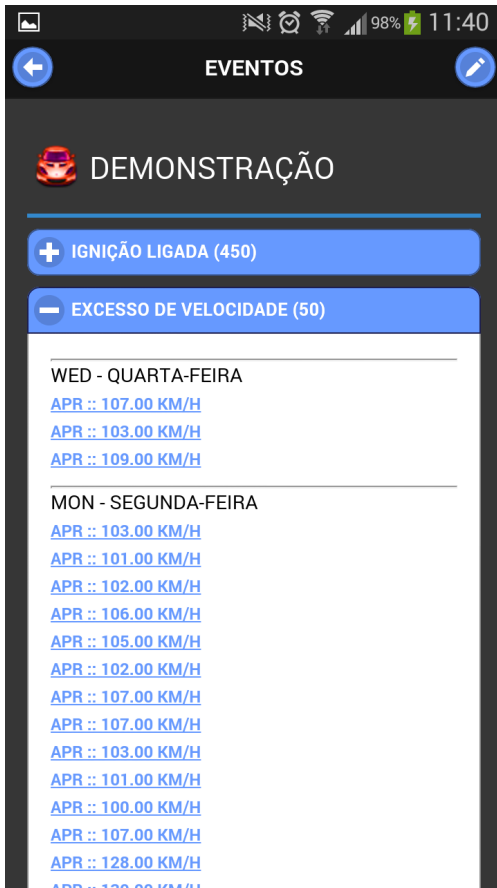 98% 11:40
EVENTOS
DEMONSTRAÇÃO
IGNIÇÃO LIGADA (450)
EXCESSO DE VELOCIDADE (50)
WED - QUARTA-FEIRA
APR :: 107.00 KM/H
APR :: 103.00 KM/H
APR :: 109.00 KM/H
MON - SEGUNDA-FEIRA
APR :: 103.00 KM/H
APR :: 101.00 KM/H
APR :: 102.00 KM/H
APR :: 106.00 KM/H
APR :: 105.00 KM/H
APR :: 102.00 KM/H
APR :: 107.00 KM/H
APR :: 107.00 KM/H
APR :: 103.00 KM/H
APR :: 101.00 KM/H
APR :: 100.00 KM/H
APR :: 107.00 KM/H
APR :: 128.00 KM/H